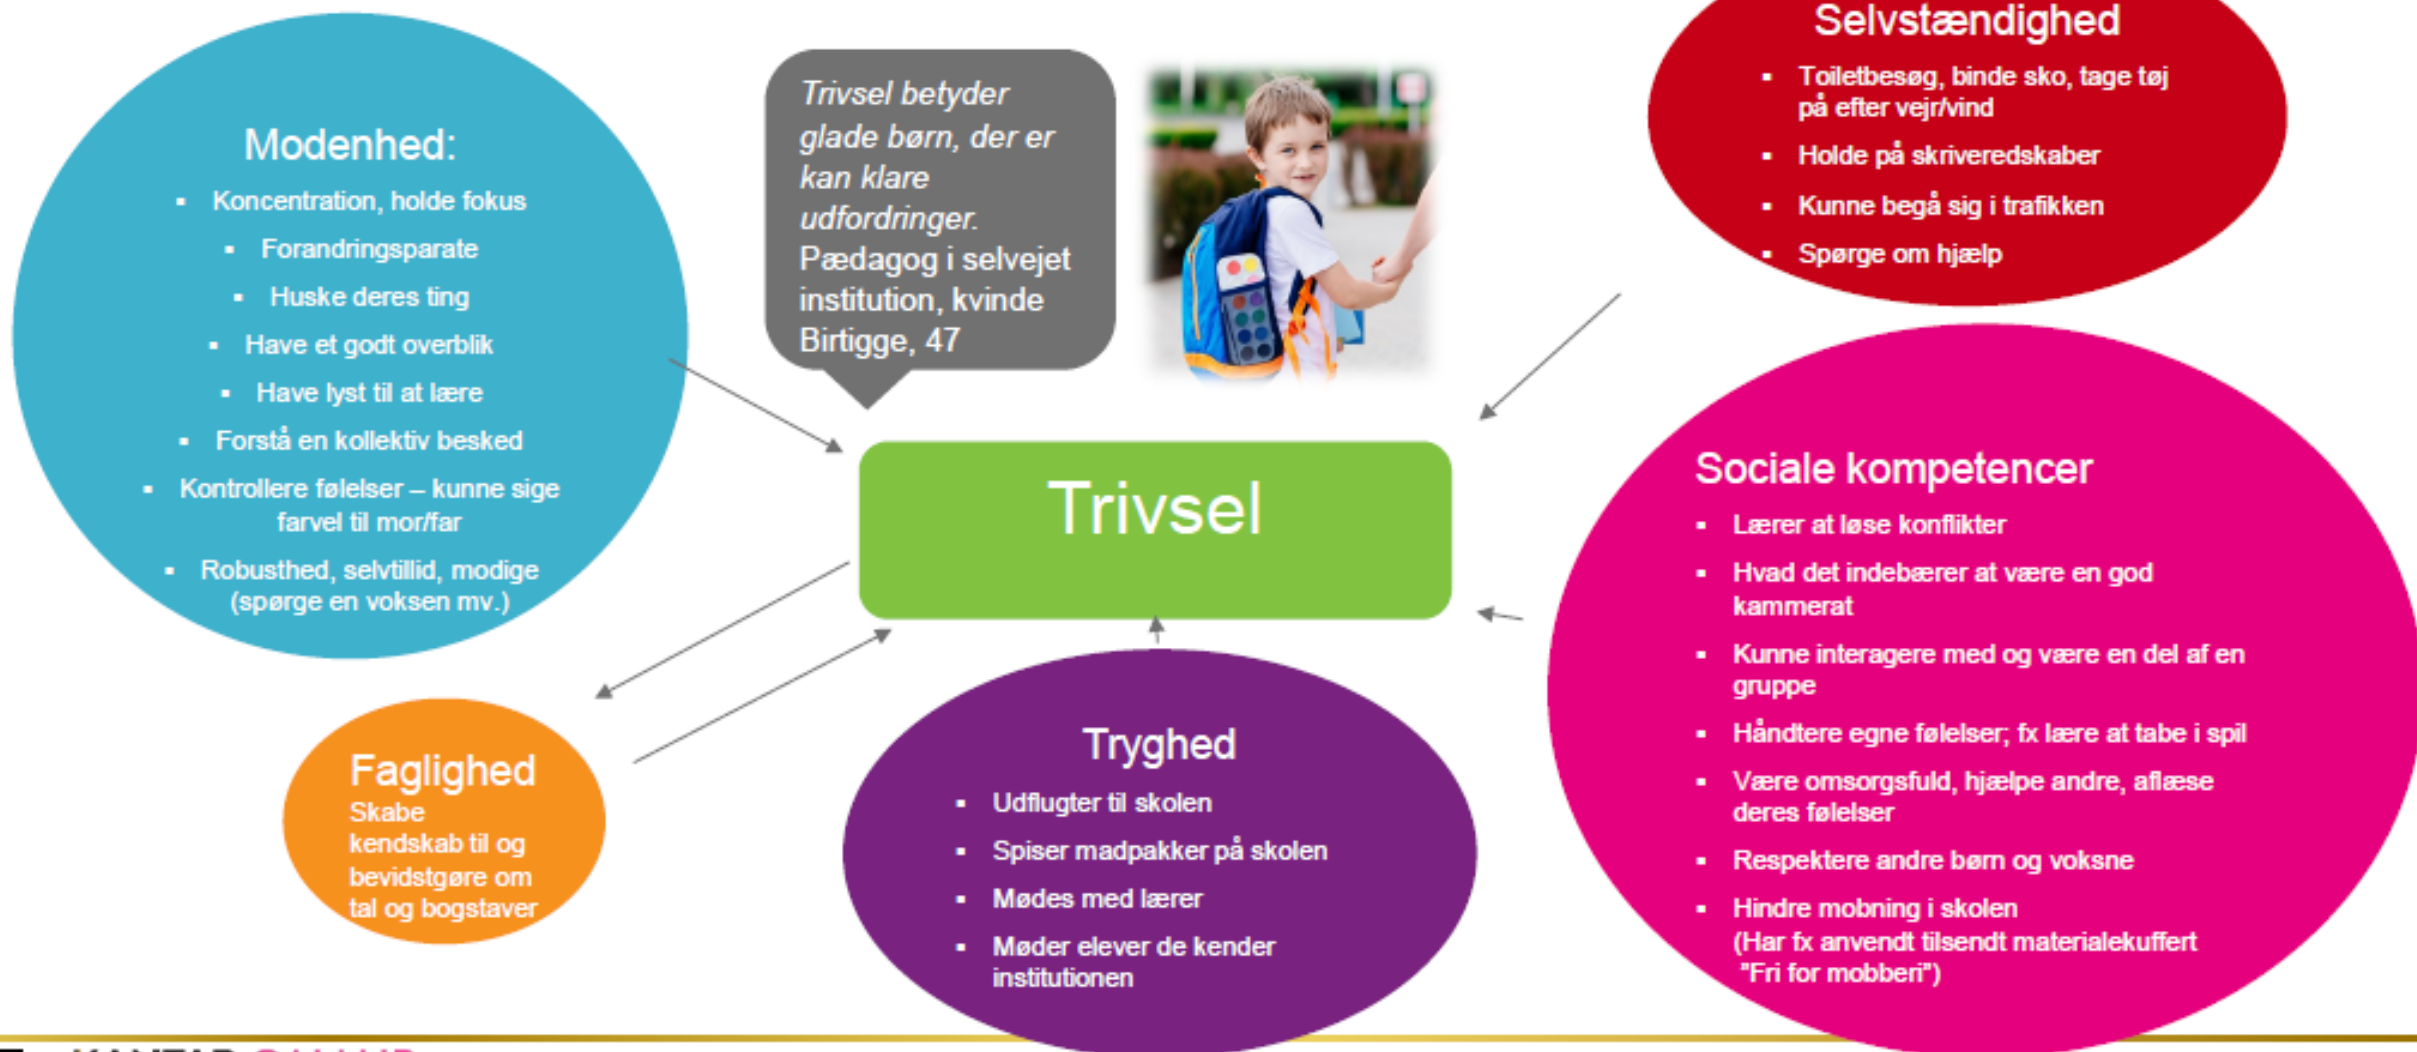 Modenhed:
▪ Koncentration, holde fokus
▪ Forandringsparate
▪ Huske deres ting
▪ Have et godt overblik
▪ Have lyst til at lære
▪ Forstå en kollektiv besked
▪ Kontrollere følelser – kunne sige
farvel til mor/far
▪ Robusthed, selvtillid, modige
(spørge en voksen mv.)
Trivsel betyder
glade børn, der er
kan klare
udfordringer.
Pædagog i selvejet
institution, kvinde
Birtigge, 47
Selvstændighed
▪ Toiletbesøg, binde sko, tage tøj
på efter vejr/vind
▪ Holde på skriveredskaber
▪ Kunne begå sig i trafikken
▪ Spørge om hjælp
Trivsel
Sociale kompetencer
▪ Lærer at løse konflikter
▪ Hvad det indebærer at være en god
kammerat
▪ Kunne interagere med og være en del af en
gruppe
▪ Håndtere egne følelser; fx lære at tabe i spil
▪ Være omsorgsfuld, hjælpe andre, aflæse
deres følelser
▪ Respektere andre børn og voksne
▪ Hindre mobning i skolen
(Har fx anvendt tilsendt materialekuffert
"Fri for mobberi")
Faglighed
Skabe
kendskab til og
bevidstgøre om
tal og bogstaver
Tryghed
▪ Udflugter til skolen
▪ Spiser madpakker på skolen
▪ Mødes med lærer
▪ Møder elever de kender
institutionen